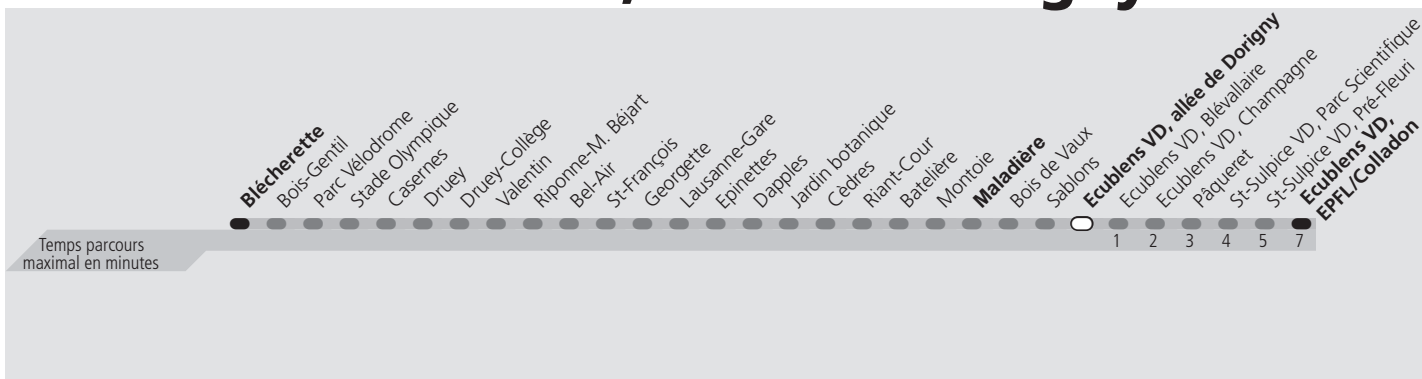 Blécherette
Bois-Gentil
Parc Vélodrome
Stade Olympique
Casernes
Druey
Druey-Collège
Valentin
Riponne-M. Béjart
Bel-Air
St-François
Georgette
Lausanne-Gare
Epinettes
Dapples
Jardin botanique
Cèdres
Riant-Cour
Batelière
Montoie
Maladière
Bois de Vaux
Sablons
Ecublens VD, allée de Dorigny
Ecublens VD, Blévallaire
Ecublens VD, Champagne
Pâqueret
St-Sulpice VD, Parc Scientifique
St-Sulpice VD, Pré-Fleuri
Ecublens VD,
EPFL/Colladon
Temps parcours
maximal en minutes
1 2 3 4 5 7